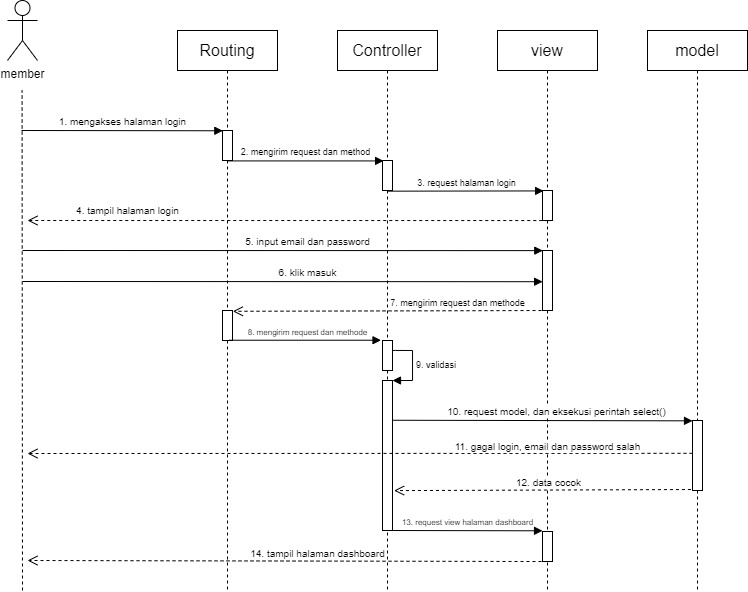 Routing
Controller
view
model
member
1. mengakses halaman login
2. mengirim request dan method
3. request halaman login
4. tampil halaman login
5. input email dan password
6. klik masuk
7. mengirim request dan methode
8. mengirim request dan methode
9. validasi
10. request model, dan eksekusi perintah select()
11. gagal login, email dan password salah
12. data cocok
13. request view halaman dashboard
14. tampil halaman dashboard